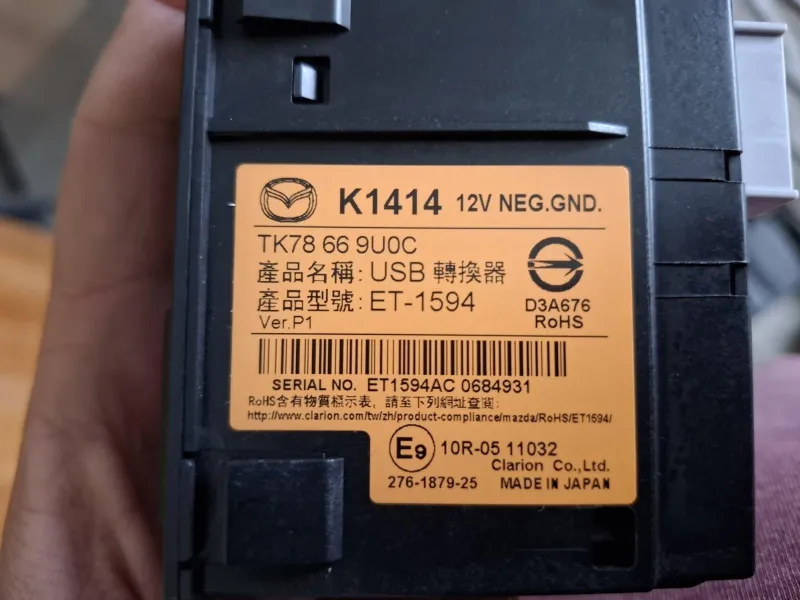 K1414 12V NEG.GND.
TK78 66 9U0C
產品名稱: USB 轉換器
產品型號: ET-1594
Ver.P1
D3A676
RoHS
SERIAL NO. ET1594AC 0684931
RoHS含有物質標示表, 請至下列網址查詢:
http://www.clarion.com/tw/zh/product-compliance/mazda/RoHS/ET1594/
E9 10R-05 11032
Clarion Co.,Ltd.
276-1879-25 MADE IN JAPAN